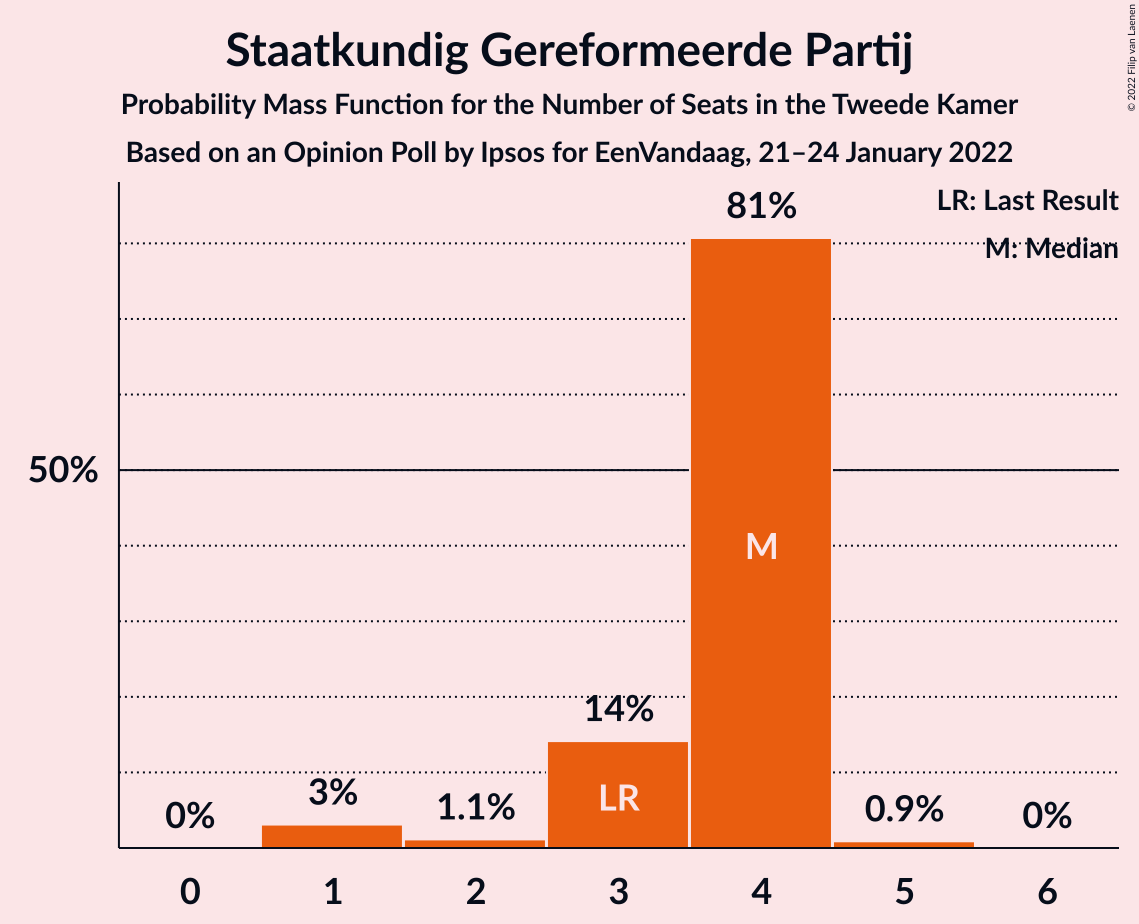 Staatkundig Gereformeerde Partij
Probability Mass Function for the Number of Seats in the Tweede Kamer
Based on an Opinion Poll by Ipsos for EenVandaag, 21–24 January 2022
© 2022 Filip van Laenen
LR: Last Result
M: Median
81%
50%
M
14%
3%
LR
1.1%
0.9%
0%
0%
0 1 2 3 4 5 6